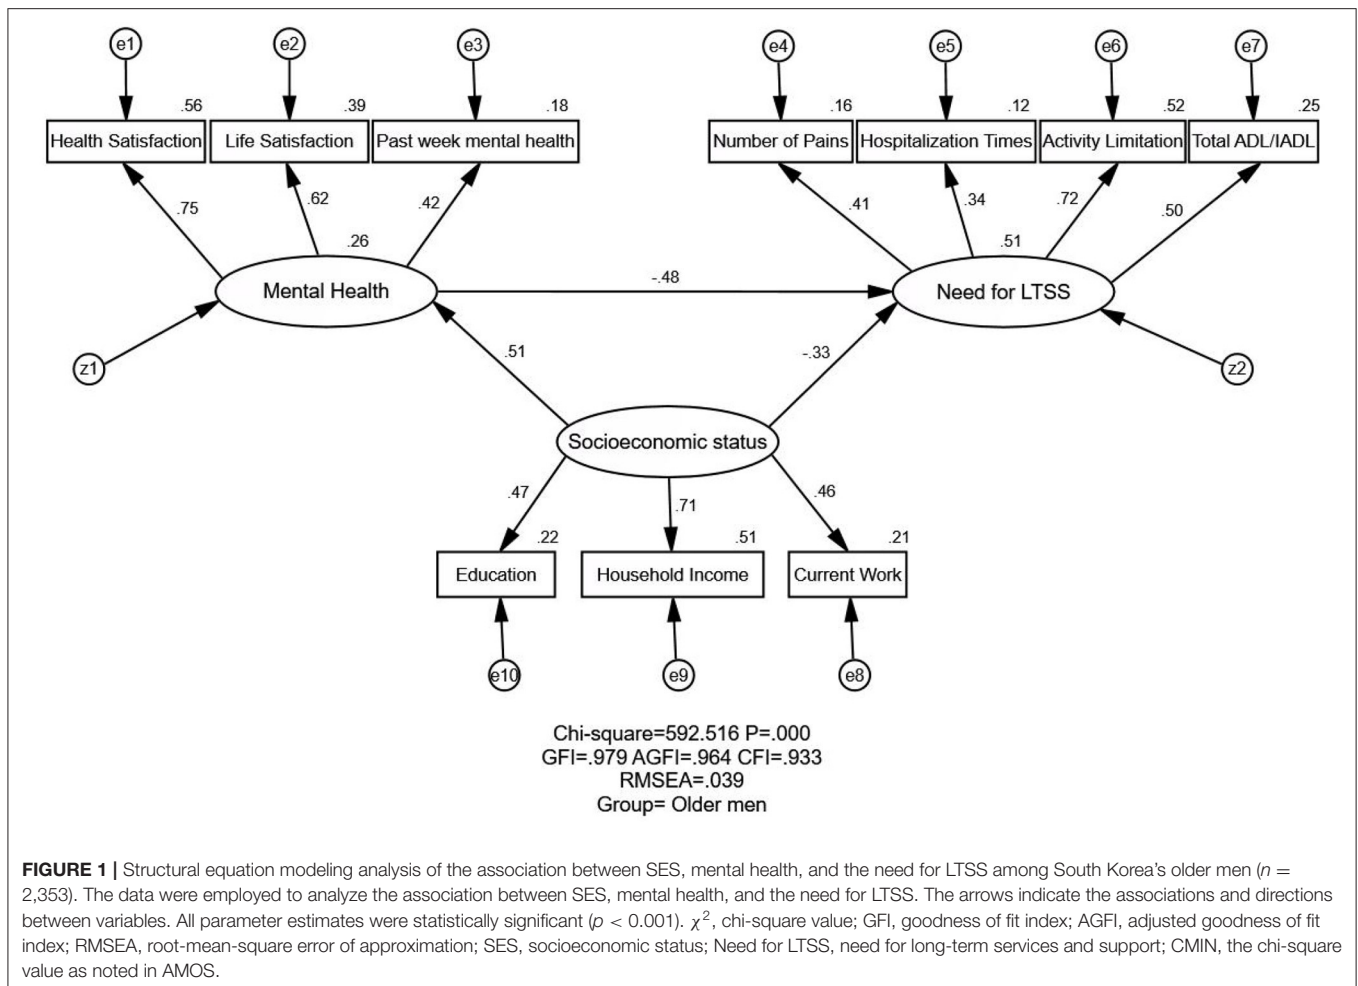 e1 e2 e3 e4 e5 e6 e7
.56 .39 .18 .16 .12 .52 .25
Health Satisfaction Life Satisfaction Past week mental health Number of Pains Hospitalization Times Activity Limitation Total ADL/IADL
.75 .62 .42 .41 .34 .72 .50
.26 .51
Mental Health -.48 Need for LTSS
z1 .51 -.33 z2
Socioeconomic status
.47 .71 .46
.22 .51 .21
Education Household Income Current Work
e10 e9 e8
Chi-square=592.516 P=.000
GFI=.979 AGFI=.964 CFI=.933
RMSEA=.039
Group= Older men
FIGURE 1 | Structural equation modeling analysis of the association between SES, mental health, and the need for LTSS among South Korea's older men (n =
2,353). The data were employed to analyze the association between SES, mental health, and the need for LTSS. The arrows indicate the associations and directions
between variables. All parameter estimates were statistically significant (p < 0.001). χ², chi-square value; GFI, goodness of fit index; AGFI, adjusted goodness of fit
index; RMSEA, root-mean-square error of approximation; SES, socioeconomic status; Need for LTSS, need for long-term services and support; CMIN, the chi-square
value as noted in AMOS.